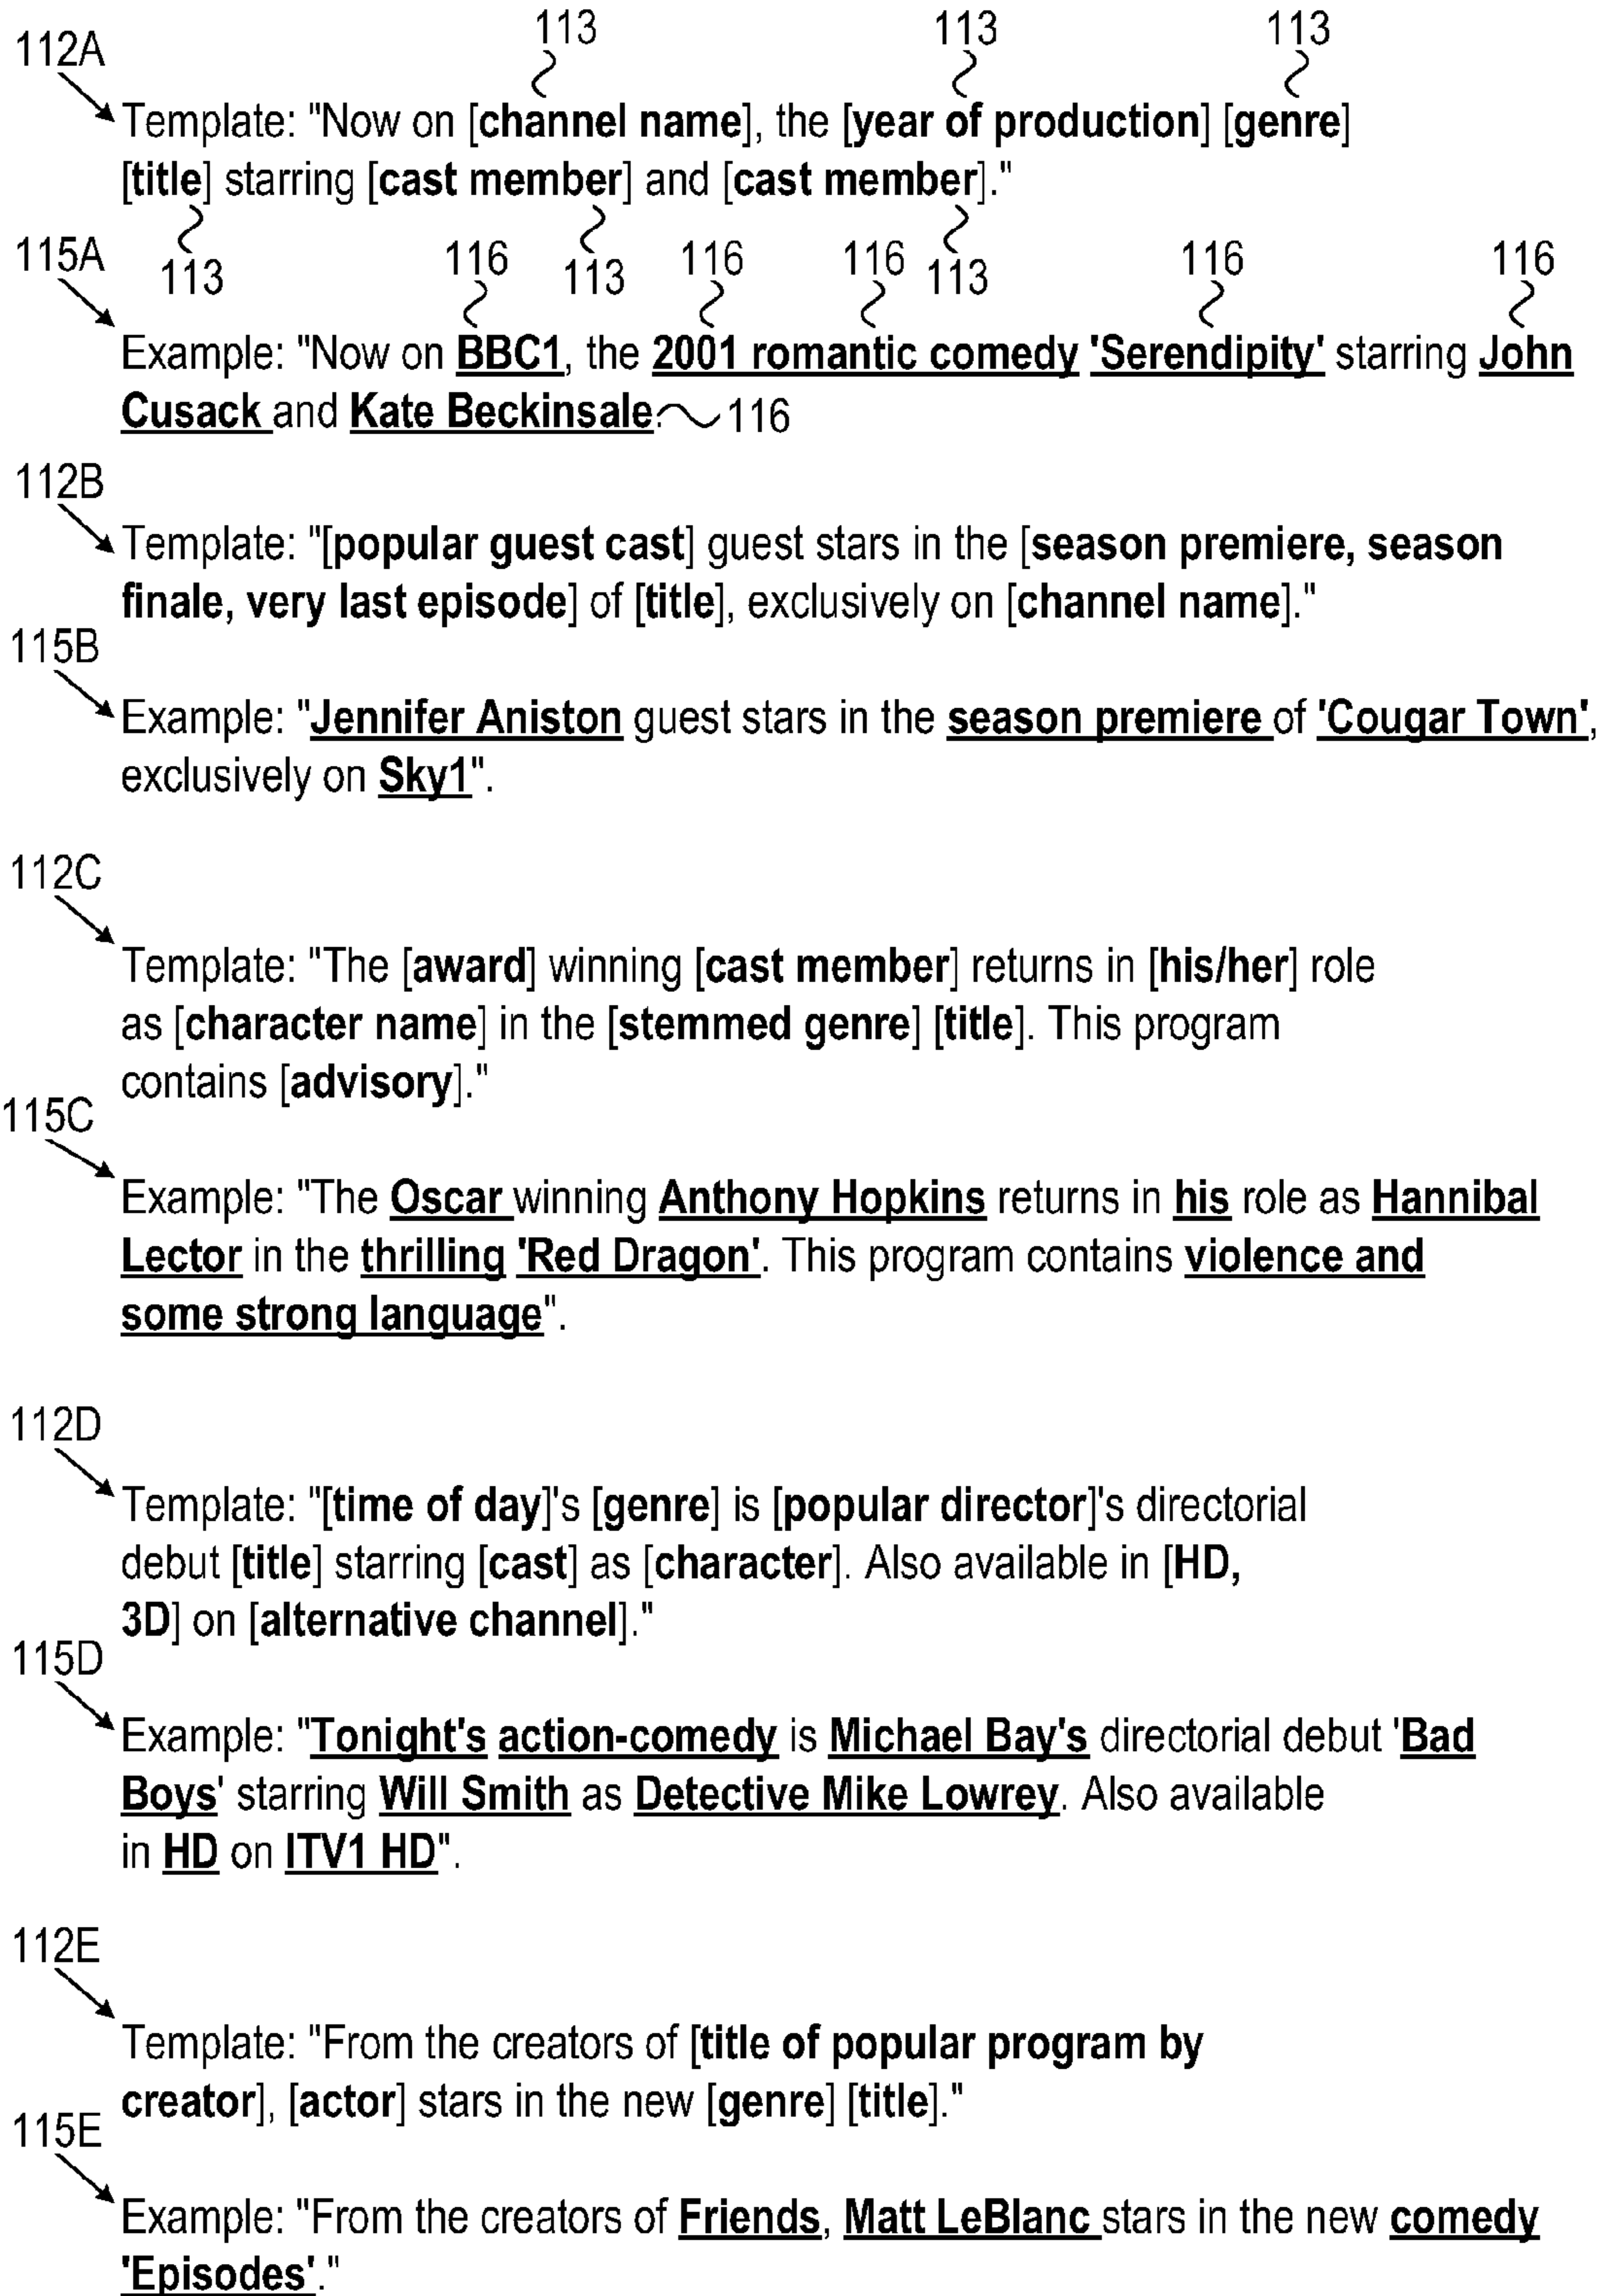 113 113 113
112A
Template: "Now on [channel name], the [year of production] [genre]
[title] starring [cast member] and [cast member]."
115A
113 116 113 116 116 113 116 116
Example: "Now on BBC1, the 2001 romantic comedy 'Serendipity' starring John
Cusack and Kate Beckinsale. 116
112B
Template: "[popular guest cast] guest stars in the [season premiere, season
finale, very last episode] of [title], exclusively on [channel name]."
115B
Example: "Jennifer Aniston guest stars in the season premiere of 'Cougar Town',
exclusively on Sky1".
112C
Template: "The [award] winning [cast member] returns in [his/her] role
as [character name] in the [stemmed genre] [title]. This program
contains [advisory]."
115C
Example: "The Oscar winning Anthony Hopkins returns in his role as Hannibal
Lector in the thrilling 'Red Dragon'. This program contains violence and
some strong language".
112D
Template: "[time of day]'s [genre] is [popular director]'s directorial
debut [title] starring [cast] as [character]. Also available in [HD,
3D] on [alternative channel]."
115D
Example: "Tonight's action-comedy is Michael Bay's directorial debut 'Bad
Boys' starring Will Smith as Detective Mike Lowrey. Also available
in HD on ITV1 HD".
112E
Template: "From the creators of [title of popular program by
creator], [actor] stars in the new [genre] [title]."
115E
Example: "From the creators of Friends, Matt LeBlanc stars in the new comedy
'Episodes'."